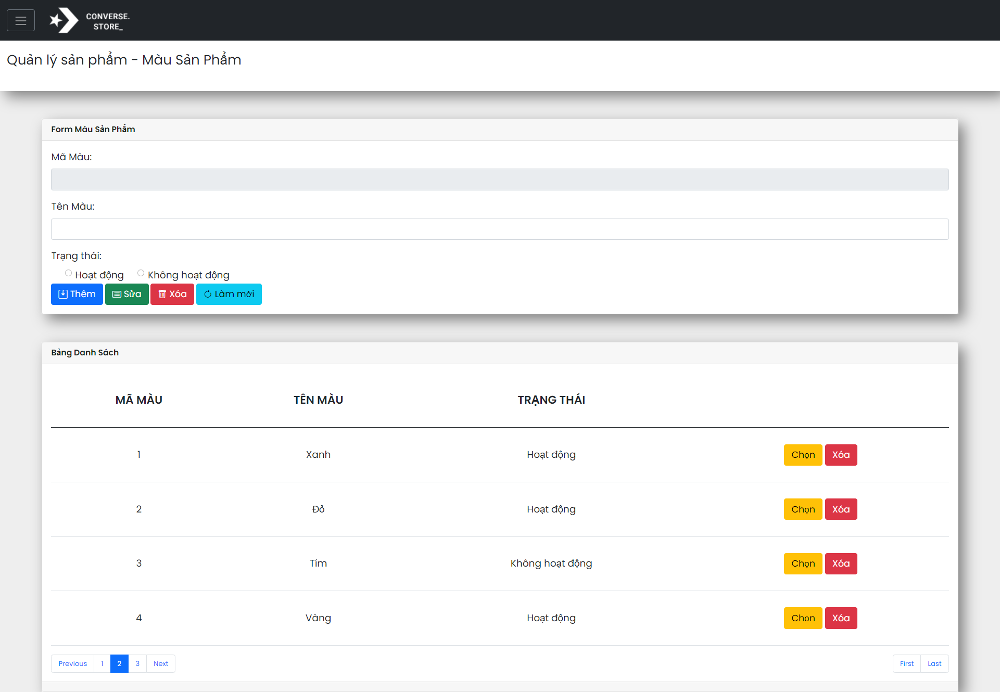 CONVERSE.
STORE_
Quản lý sản phẩm - Màu Sản Phẩm
Form Màu Sản Phẩm
Mã Màu:
Tên Màu:
Trạng thái:
Hoạt động Không hoạt động
Thêm Sửa Xóa Làm mới
Bảng Danh Sách
MÃ MÀU TÊN MÀU TRẠNG THÁI
1 Xanh Hoạt động Chọn Xóa
2 Đỏ Hoạt động Chọn Xóa
3 Tím Không hoạt động Chọn Xóa
4 Vàng Hoạt động Chọn Xóa
Previous 1 2 3 Next First Last